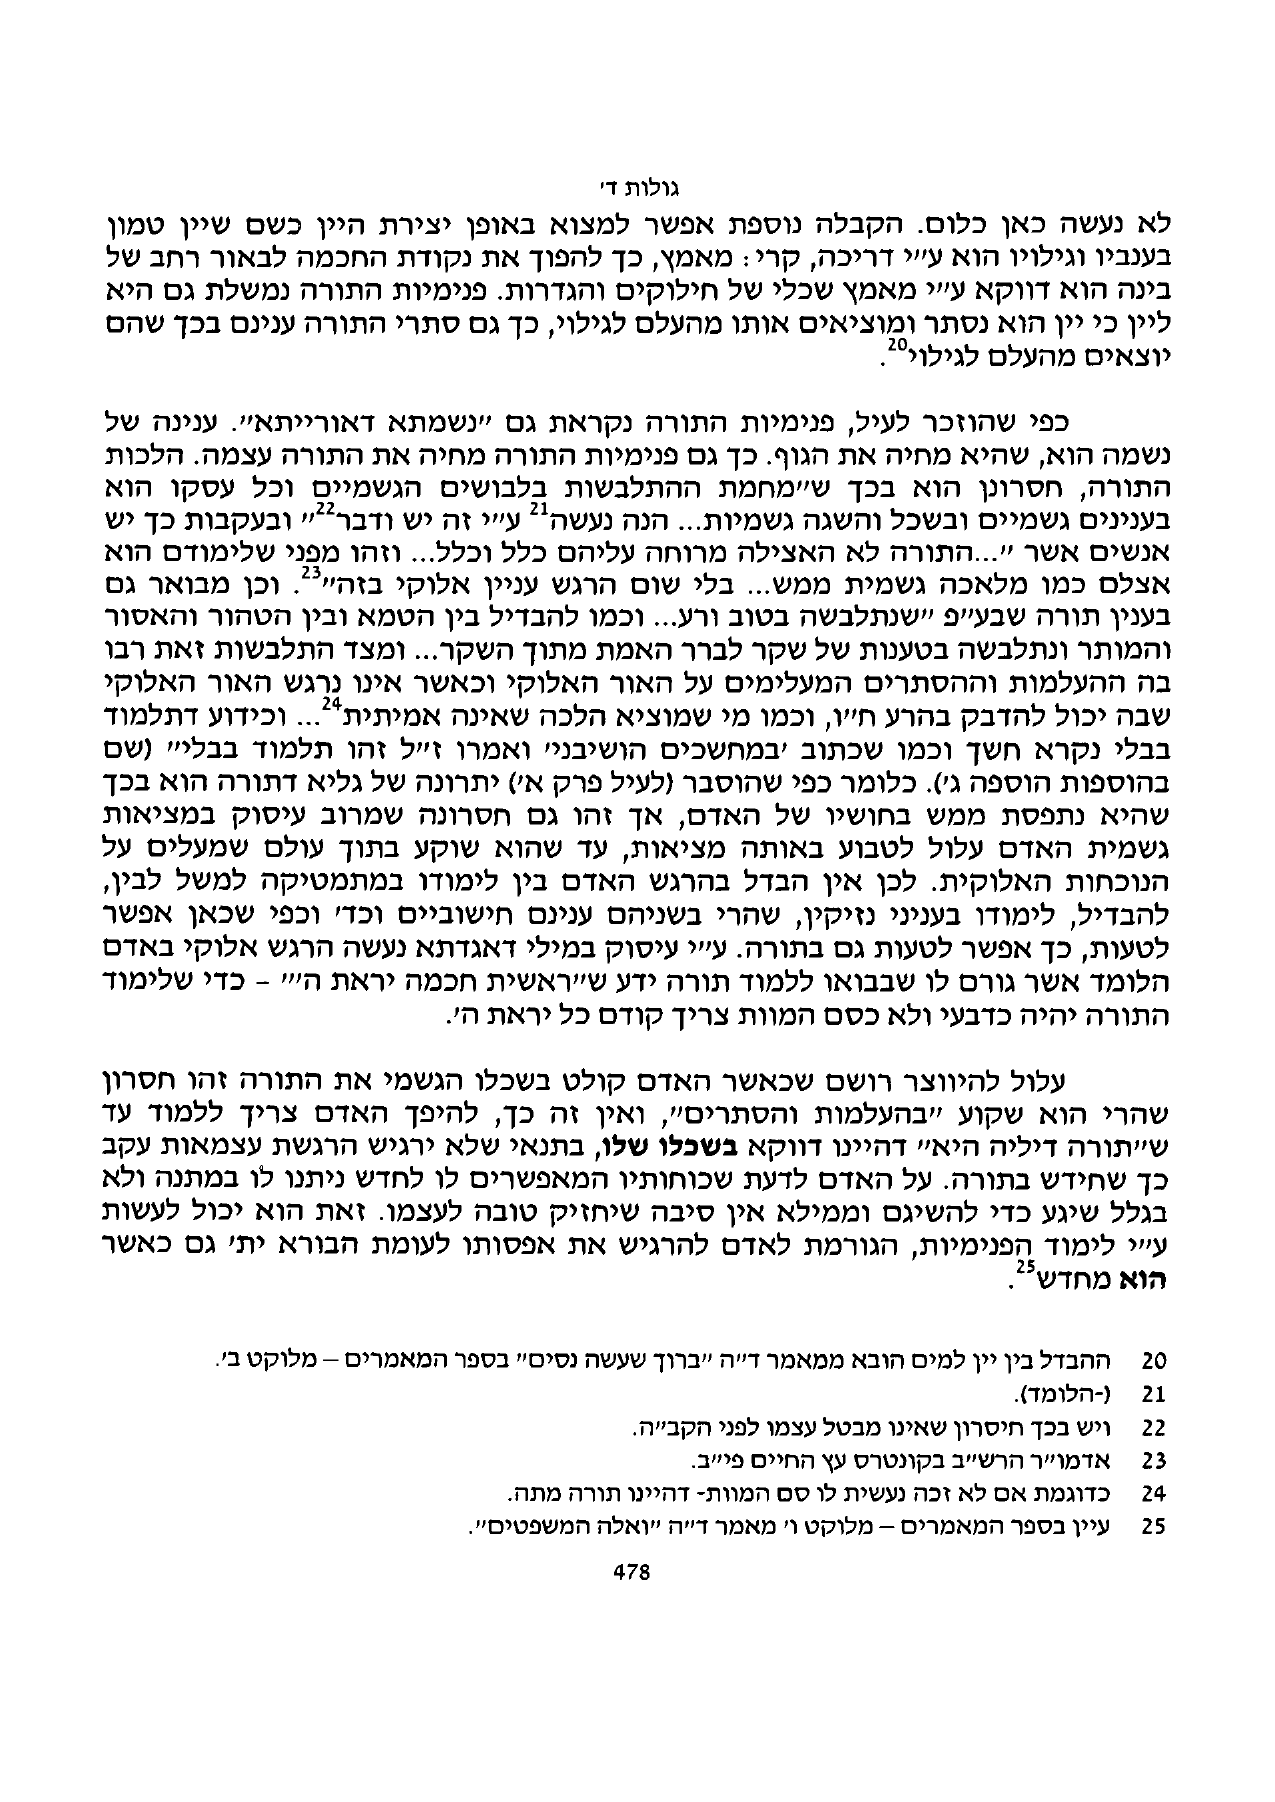 גולות ד'
לא נעשה כאן כלום. הקבלה נוספת אפשר למצוא באופן יצירת היין כשם שיין טמון
בענביו וגילויו הוא ע״י דריכה, קרי: מאמץ, כך להפוך את נקודת החכמה לבאור רחב של
בינה הוא דווקא ע״י מאמץ שכלי של חילוקים והגדרות. פנימיות התורה נמשלת גם היא
ליין כי יין הוא נסתר ומוציאים אותו מהעלם לגילוי, כך גם סתרי התורה ענינם בכך שהם
יוצאים מהעלם לגילוי20.
כפי שהוזכר לעיל, פנימיות התורה נקראת גם ״נשמתא דאורייתא״. ענינה של
נשמה הוא, שהיא מחיה את הגוף. כך גם פנימיות התורה מחיה את התורה עצמה. הלכות
התורה, חסרונן הוא בכך ש״מחמת ההתלבשות בלבושים הגשמיים וכל עסקו הוא
בענינים גשמיים ובשכל והשגה גשמיות... הנה נעשה21 ע״י זה יש ודבר22״ ובעקבות כך יש
אנשים אשר ״...התורה לא האצילה מרוחה עליהם כלל וכלל... וזהו מפני שלימודם הוא
אצלם כמו מלאכה גשמית ממש... בלי שום הרגש עניין אלוקי בזה״23. וכן מבואר גם
בענין תורה שבע״פ ״שנתלבשה בטוב ורע... וכמו להבדיל בין הטמא ובין הטהור והאסור
והמותר ונתלבשה בטענות של שקר לברר האמת מתוך השקר... ומצד התלבשות זאת רבו
בה ההעלמות וההסתרים המעלימים על האור האלוקי וכאשר אינו נרגש האור האלוקי
שבה יכול להדבק בהרע ח״ו, וכמו מי שמוציא הלכה שאינה אמיתית24... וכידוע דתלמוד
בבלי נקרא חשך וכמו שכתוב 'במחשכים הושיבני' ואמרו ז״ל זהו תלמוד בבלי״ (שם
בהוספות הוספה ג'). כלומר כפי שהוסבר (לעיל פרק א') יתרונה של גליא דתורה הוא בכך
שהיא נתפסת ממש בחושיו של האדם, אך זהו גם חסרונה שמרוב עיסוק במציאות
גשמית האדם עלול לטבוע באותה מציאות, עד שהוא שוקע בתוך עולם שמעלים על
הנוכחות האלוקית. לכן אין הבדל בהרגש האדם בין לימודו במתמטיקה למשל לבין,
להבדיל, לימודו בעניני נזיקין, שהרי בשניהם ענינם חישוביים וכד' וכפי שכאן אפשר
לטעות, כך אפשר לטעות גם בתורה. ע״י עיסוק במילי דאגדתא נעשה הרגש אלוקי באדם
הלומד אשר גורם לו שבבואו ללמוד תורה ידע ש״ראשית חכמה יראת ה'״ – כדי שלימוד
התורה יהיה כדבעי ולא כסם המוות צריך קודם כל יראת ה'.
עלול להיווצר רושם שכאשר האדם קולט בשכלו הגשמי את התורה זהו חסרון
שהרי הוא שקוע ״בהעלמות והסתרים״, ואין זה כך, להיפך האדם צריך ללמוד עד
ש״תורה דיליה היא״ דהיינו דווקא בשכלו שלו, בתנאי שלא ירגיש הרגשת עצמאות עקב
כך שחידש בתורה. על האדם לדעת שכוחותיו המאפשרים לו לחדש ניתנו לו במתנה ולא
בגלל שיגע כדי להשיגם וממילא אין סיבה שיחזיק טובה לעצמו. זאת הוא יכול לעשות
ע״י לימוד הפנימיות, הגורמת לאדם להרגיש את אפסותו לעומת הבורא ית' גם כאשר
הוא מחדש25.
20 ההבדל בין יין למים הובא ממאמר ד״ה ״ברוך שעשה נסים״ בספר המאמרים – מלוקט ב'.
21 (-הלומד).
22 ויש בכך חיסרון שאינו מבטל עצמו לפני הקב״ה.
23 אדמו״ר הרש״ב בקונטרס עץ החיים פי״ב.
24 כדוגמת אם לא זכה נעשית לו סם המוות- דהיינו תורה מתה.
25 עיין בספר המאמרים – מלוקט ו' מאמר ד״ה ״ואלה המשפטים״.
478